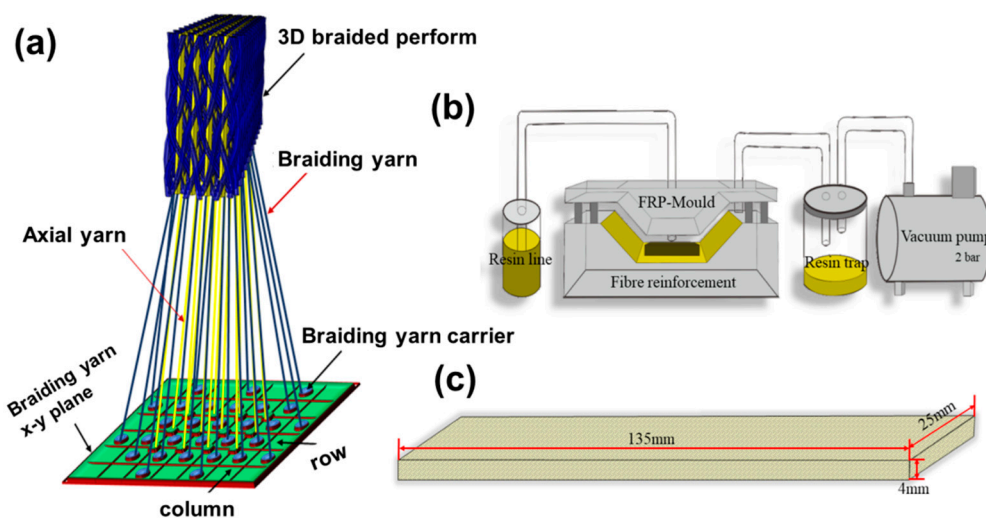 (a)
3D braided perform
Braiding yarn
Axial yarn
Braiding yarn carrier
Braiding yarn
x-y plane
row
column
(b)
FRP-Mould
Resin line
Fibre reinforcement
Resin trap
Vacuum pump
2 bar
(c)
135mm
25mm
4mm